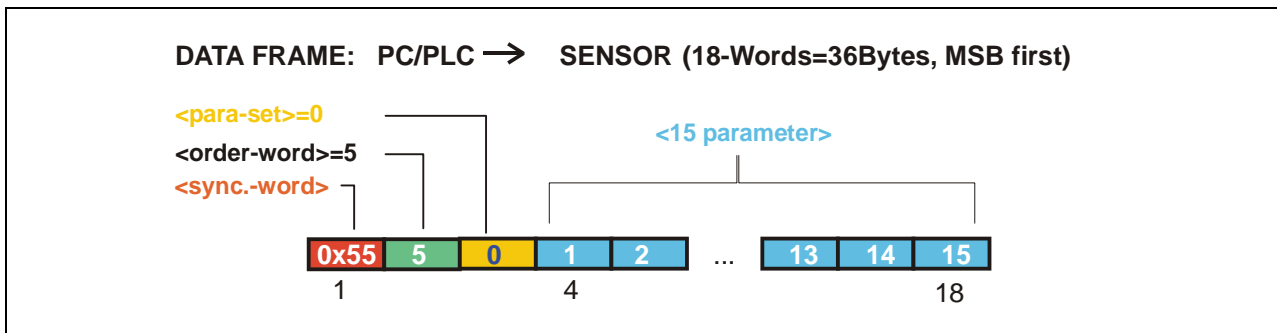 DATA FRAME: PC/PLC → SENSOR (18-Words=36Bytes, MSB first)
<para-set>=0
<15 parameter>
<order-word>=5
<sync.-word>
0x55 5 0 1 2 ... 13 14 15
1 4 18